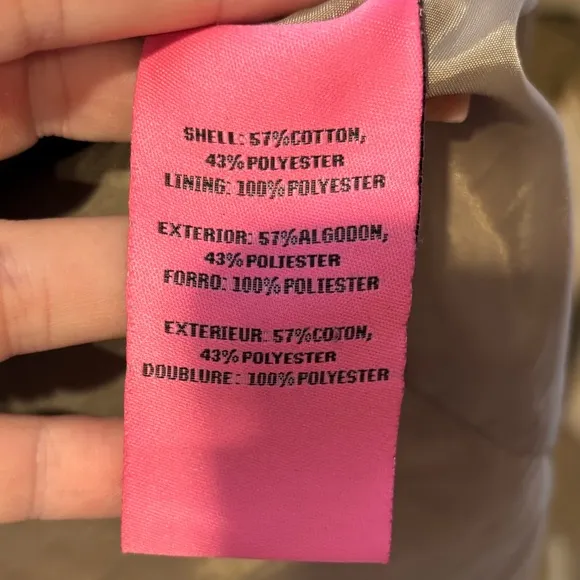 SHELL: 57%COTTON,
43%POLYESTER
LINING: 100%POLYESTER
EXTERIOR: 57%ALGODON,
43%POLIESTER
FORRO: 100%POLIESTER
EXTERIEUR: 57%COTON,
43%POLYESTER
DOUBLURE: 100%POLYESTER